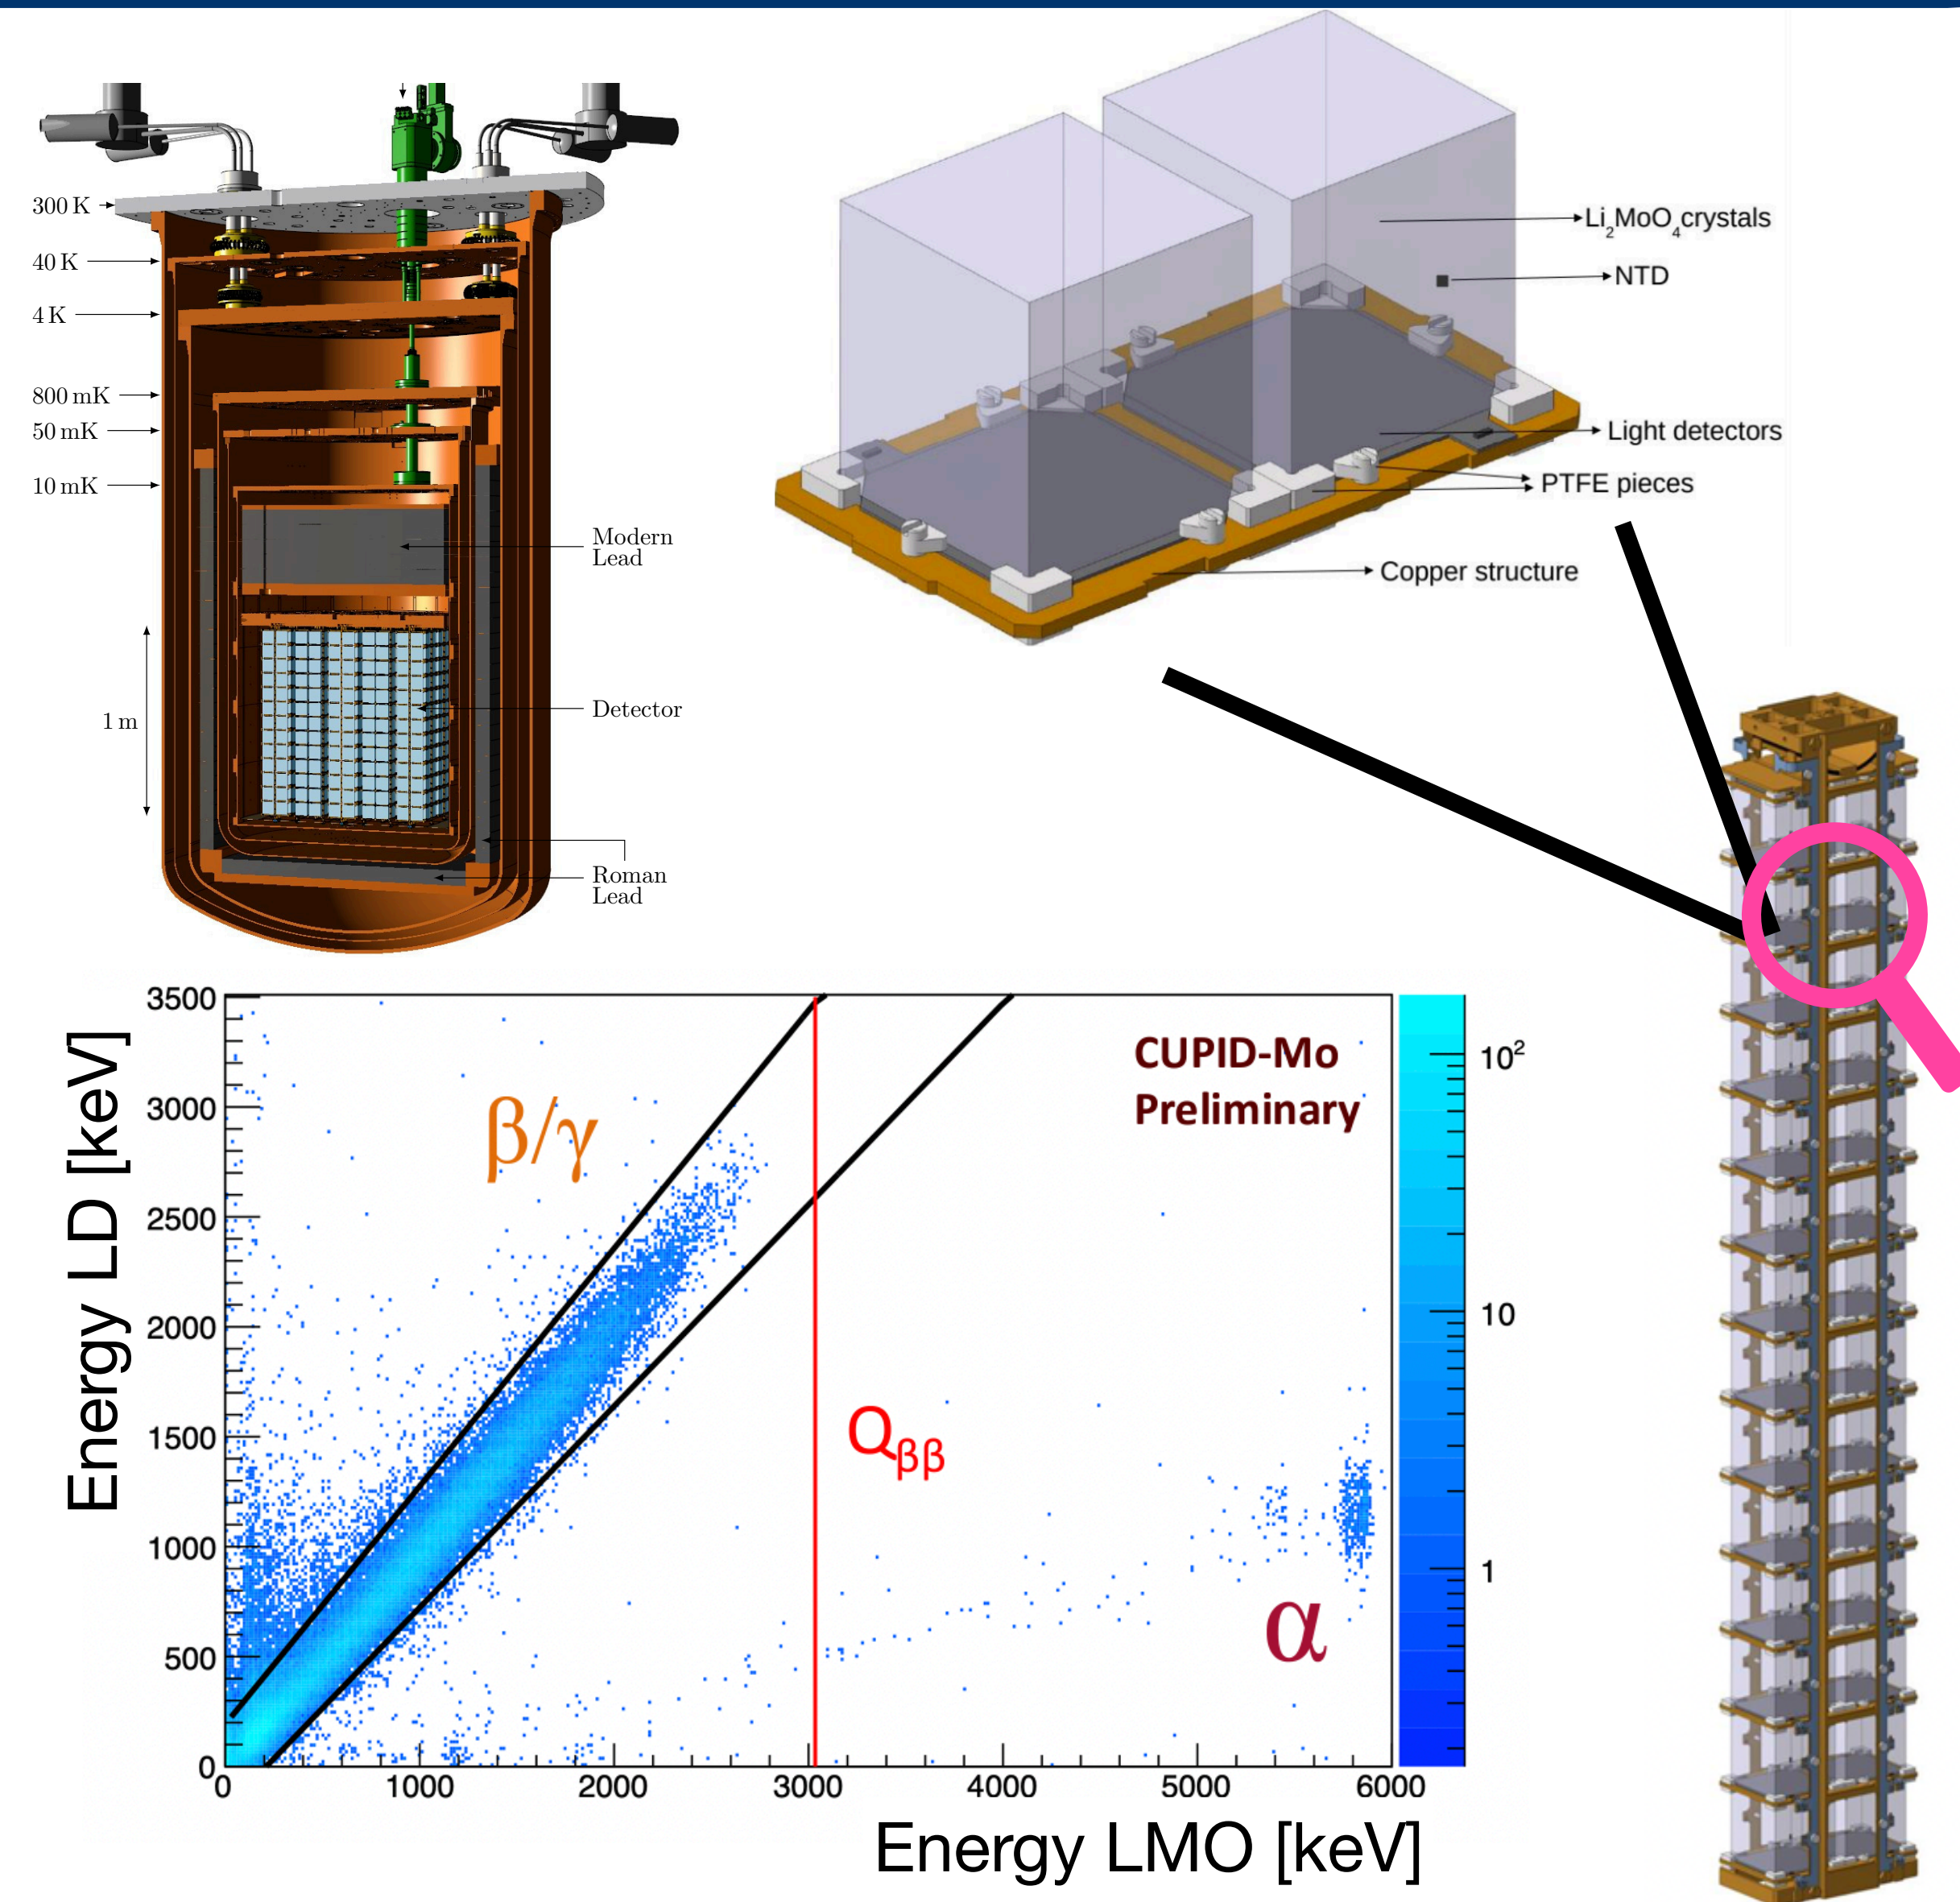 300 K
40 K
4 K
800 mK
50 mK
10 mK
Modern
Lead
1 m
Detector
Roman
Lead
Li₂MoO₄crystals
NTD
Light detectors
PTFE pieces
Copper structure
CUPID-Mo
Preliminary
β/γ
Qββ
α
Energy LD [keV]
3500
3000
2500
2000
1500
1000
500
0
0 1000 2000 3000 4000 5000 6000
Energy LMO [keV]
10²
10
1